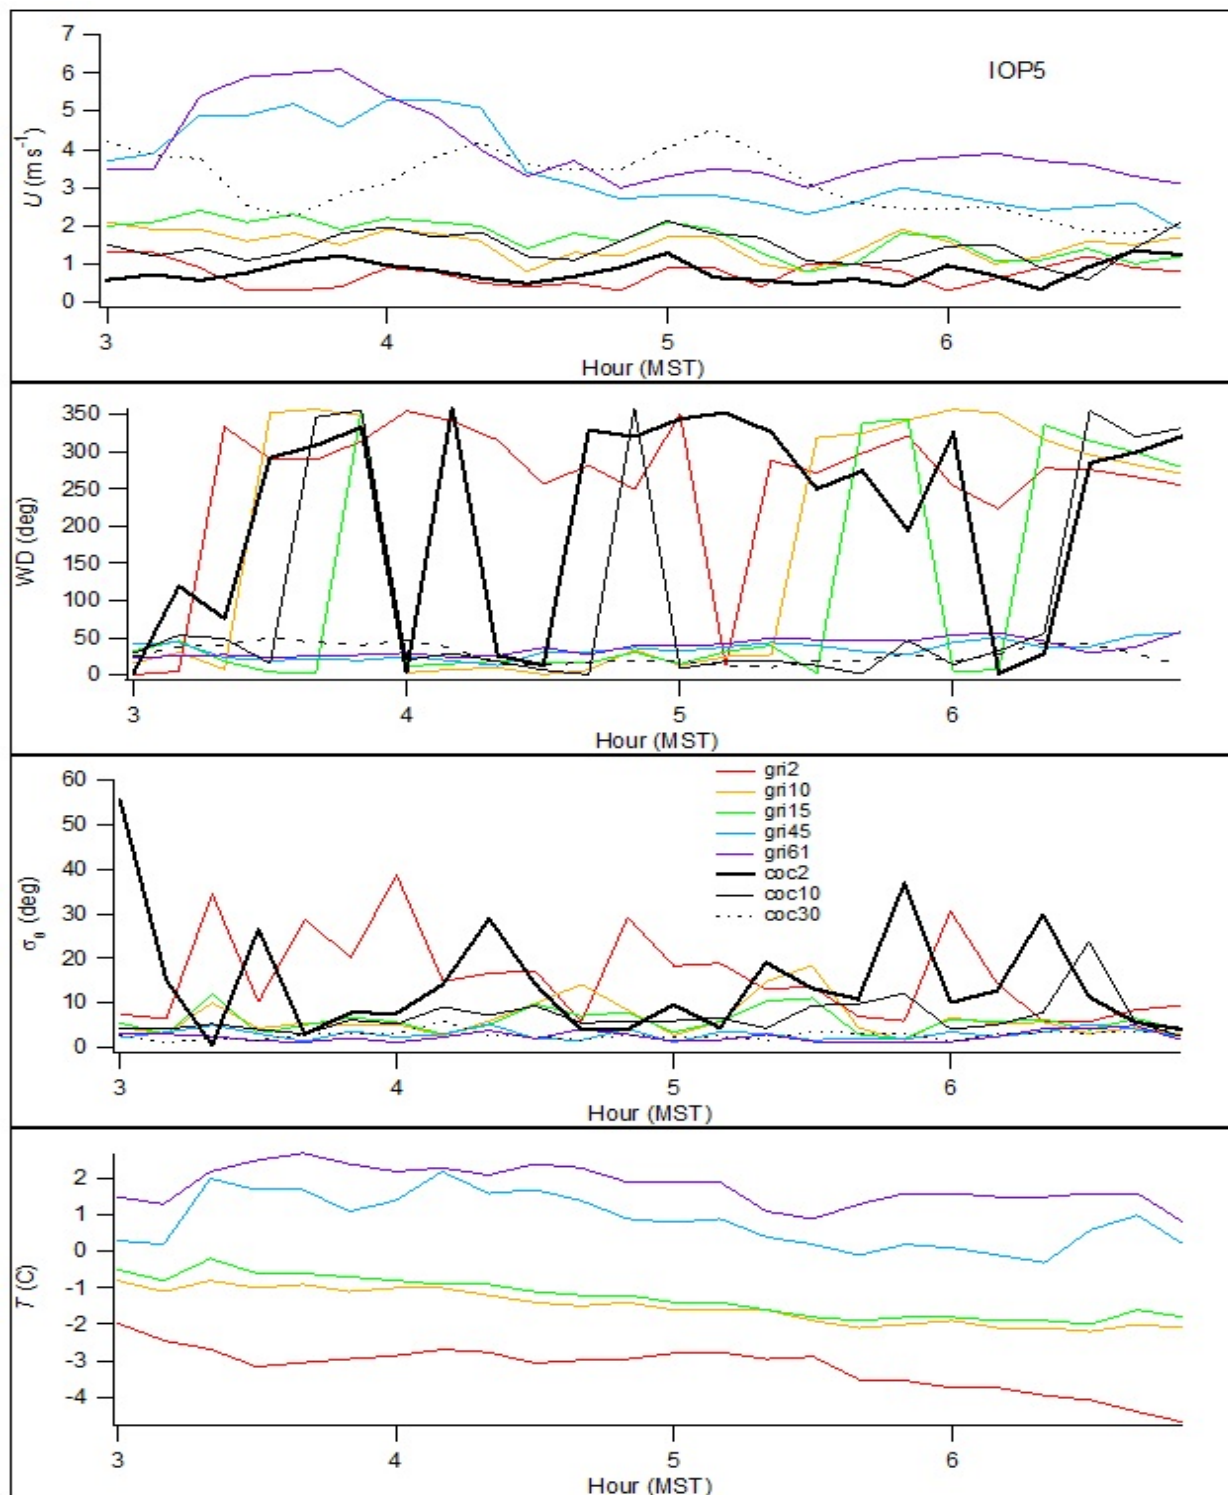 IOP5
U (m s⁻¹)
7
6
5
4
3
2
1
0
3 4 5 6
Hour (MST)
WD (deg)
350
300
250
200
150
100
50
0
3 4 5 6
Hour (MST)
σθ (deg)
60
50
40
30
20
10
0
gri2
gri10
gri15
gri45
gri61
coc2
coc10
coc30
3 4 5 6
Hour (MST)
T (C)
2
1
0
-1
-2
-3
-4
3 4 5 6
Hour (MST)